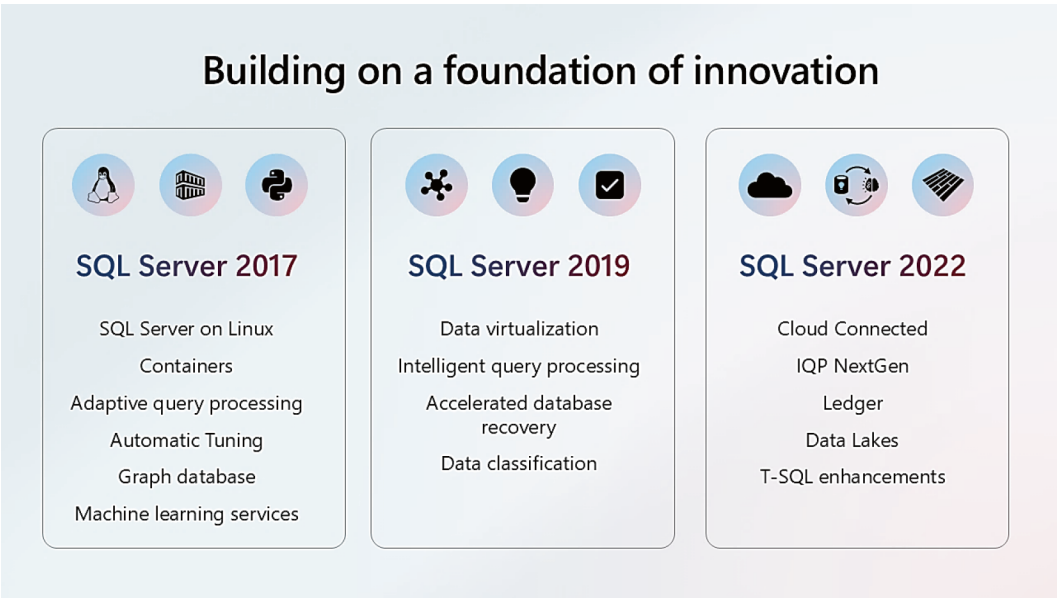 Building on a foundation of innovation
SQL Server 2017
SQL Server on Linux
Containers
Adaptive query processing
Automatic Tuning
Graph database
Machine learning services
SQL Server 2019
Data virtualization
Intelligent query processing
Accelerated database
recovery
Data classification
SQL Server 2022
Cloud Connected
IQP NextGen
Ledger
Data Lakes
T-SQL enhancements